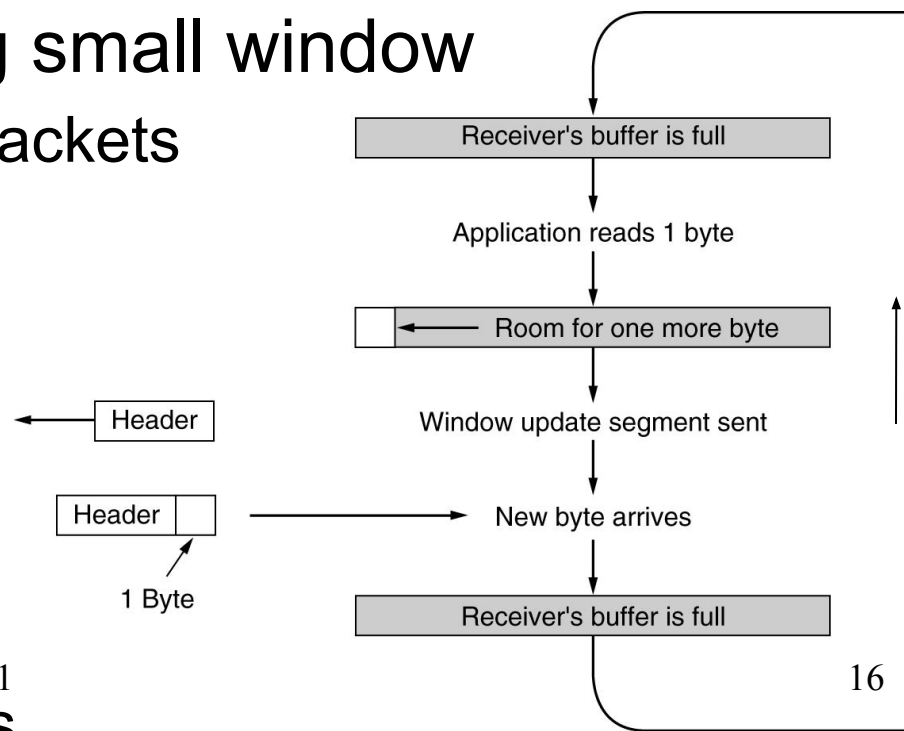 g small window
ackets
Receiver's buffer is full
Application reads 1 byte
Room for one more byte
Window update segment sent
Header
Header
New byte arrives
1 Byte
Receiver's buffer is full
1
16
s